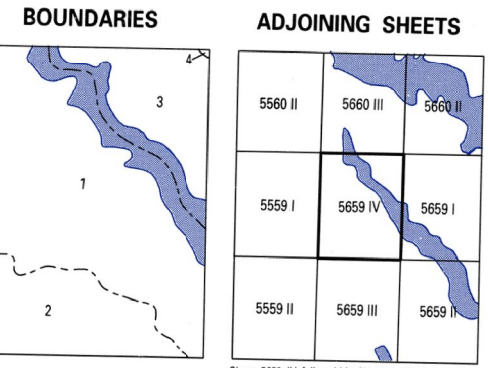 BOUNDARIES
4
3
1
2
ADJOINING SHEETS
5560 II 5660 III 5660 II
5559 I 5659 IV 5659 I
5559 II 5659 III 5659 II